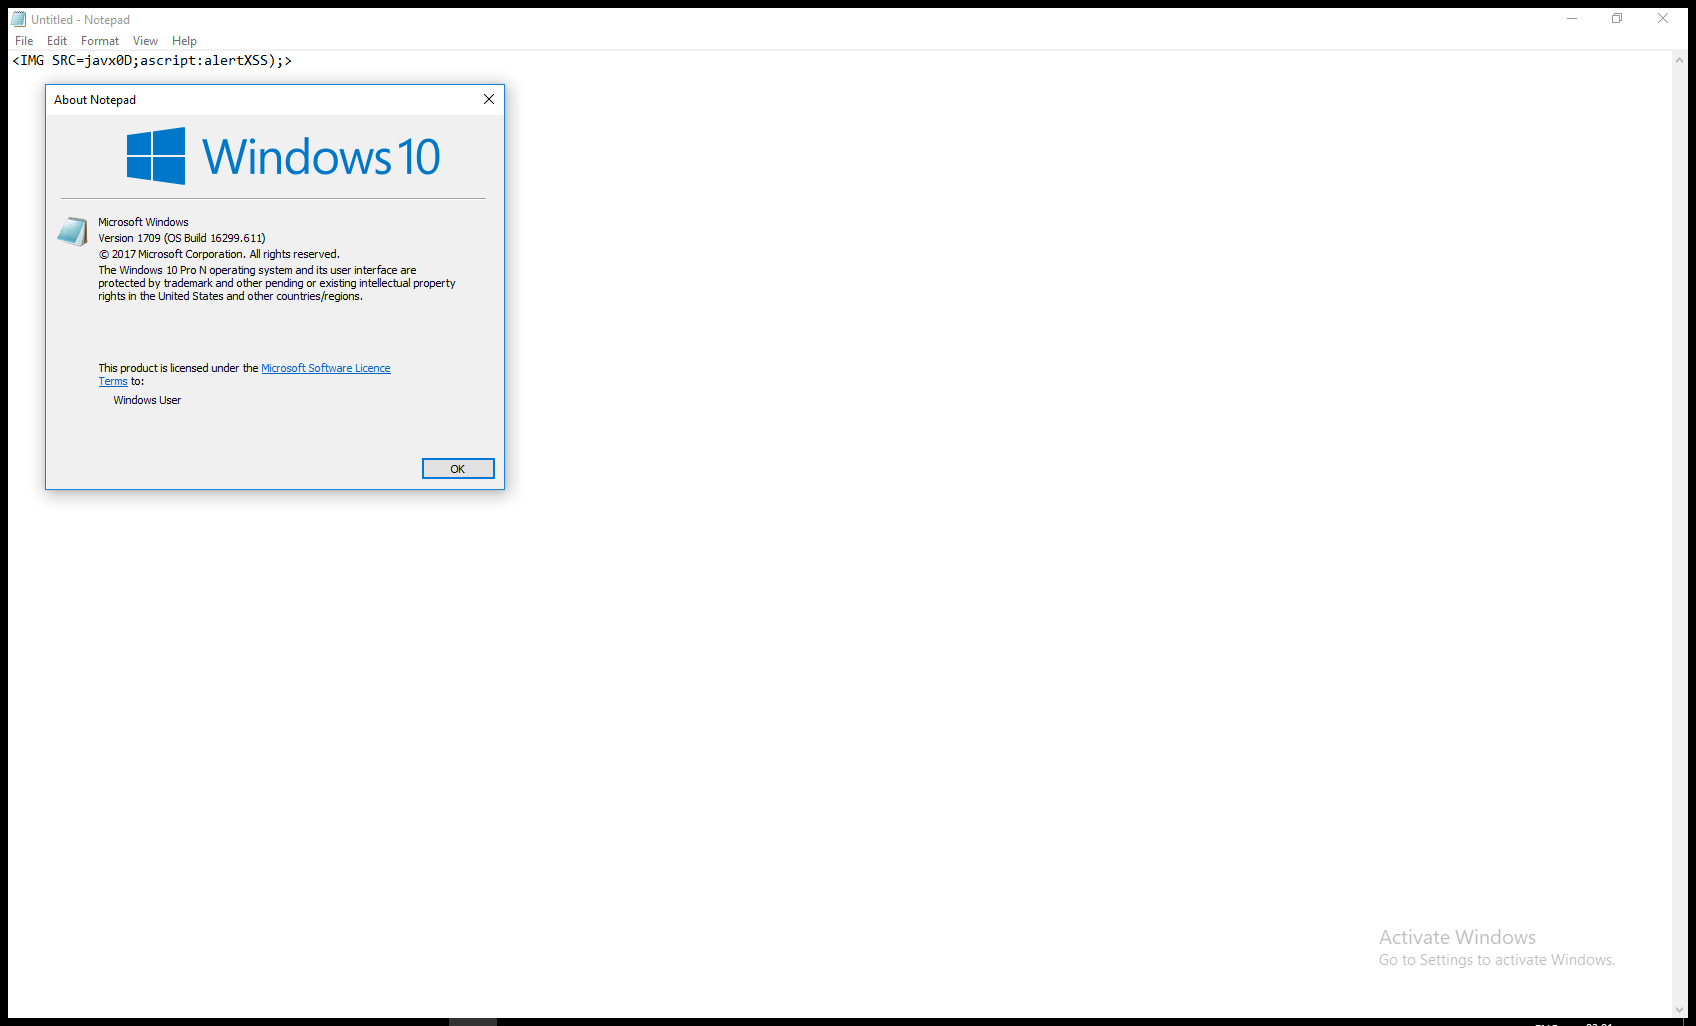 Untitled - Notepad
File Edit Format View Help
<IMG SRC=javx0D;ascript:alertXSS);>
About Notepad
Windows 10
Microsoft Windows
Version 1709 (OS Build 16299.611)
© 2017 Microsoft Corporation. All rights reserved.
The Windows 10 Pro N operating system and its user interface are
protected by trademark and other pending or existing intellectual property
rights in the United States and other countries/regions.
This product is licensed under the Microsoft Software Licence
Terms to:
Windows User
OK
Activate Windows
Go to Settings to activate Windows.